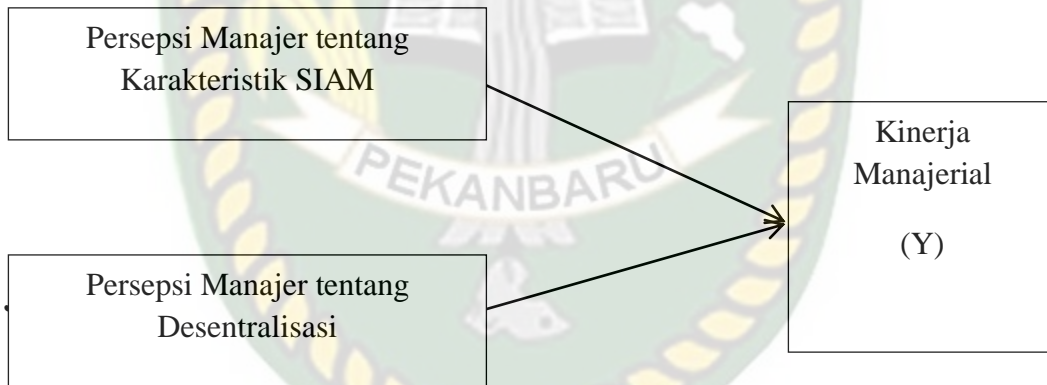 Persepsi Manajer tentang
Karakteristik SIAM
Kinerja
Manajerial
(Y)
PEKANBARU
Persepsi Manajer tentang
Desentralisasi